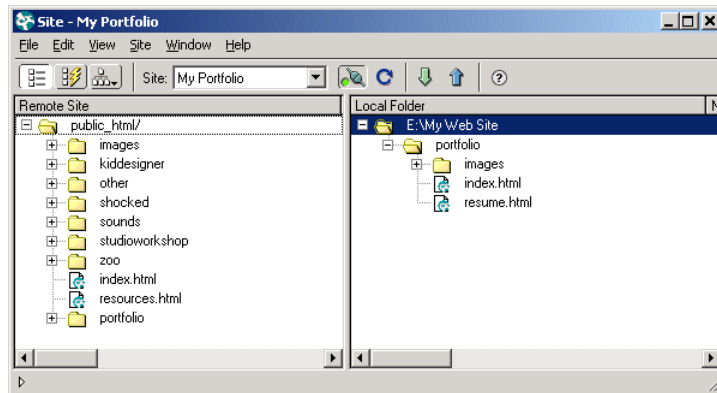 Site - My Portfolio
File Edit View Site Window Help
Site: My Portfolio
Remote Site
public_html/
images
kiddesigner
other
shocked
sounds
studioworkshop
zoo
index.html
resources.html
portfolio
Local Folder
E:\My Web Site
portfolio
images
index.html
resume.html